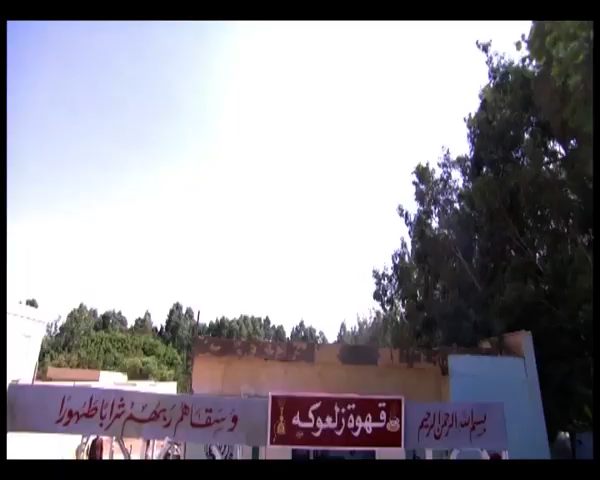 بسم الله الرحمن الرحيم
قهوة زلعوكه
وسقاهم ربهم شرابا طهورا